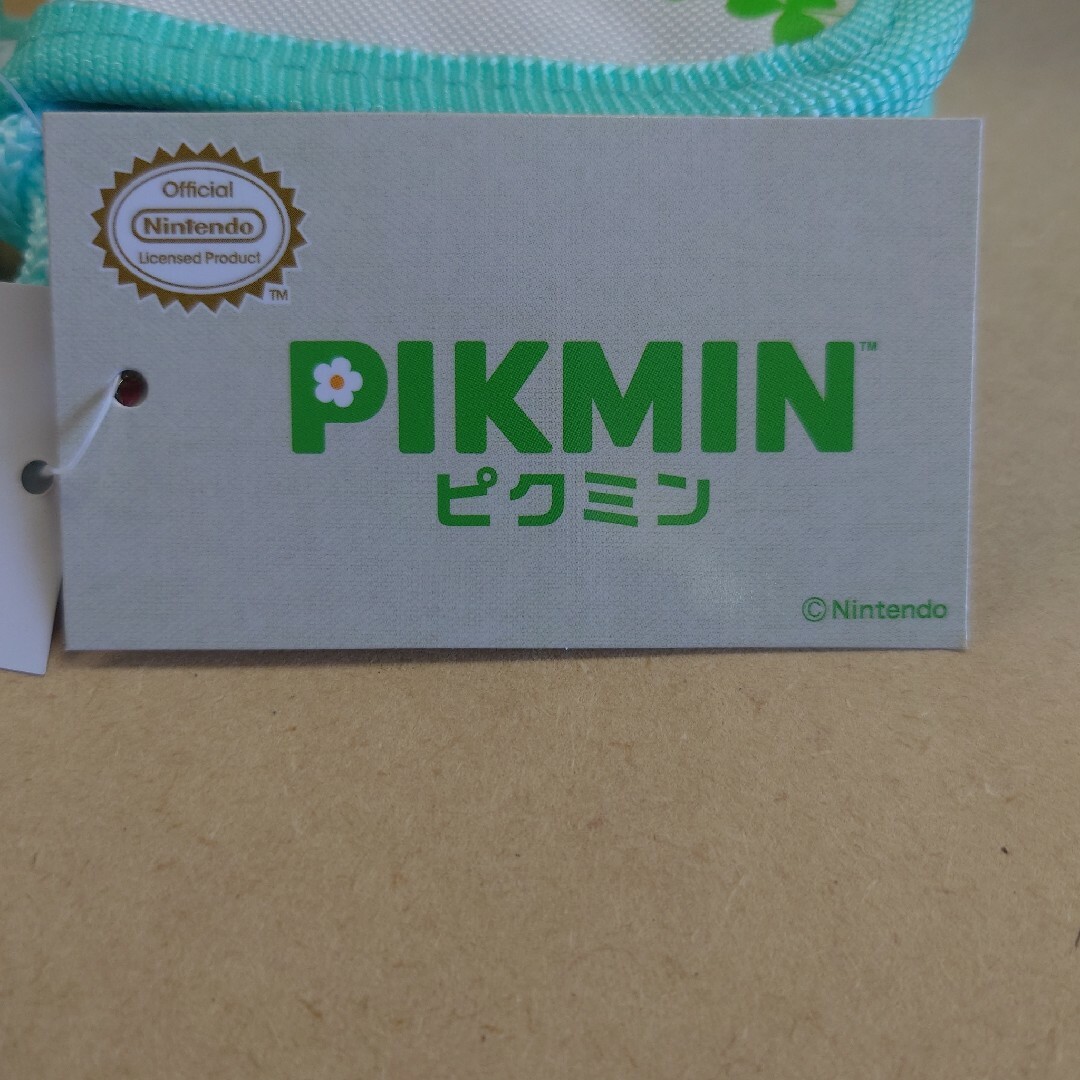 Official
Nintendo
Licensed Product
TM
PIKMIN™
ピクミン
©Nintendo